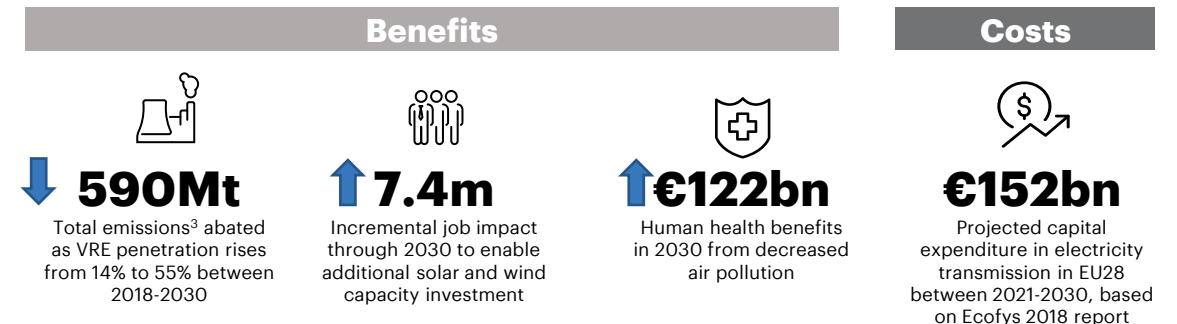 Benefits
Costs
$
590Mt
Total emissions³ abated
as VRE penetration rises
from 14% to 55% between
2018-2030
7.4m
Incremental job impact
through 2030 to enable
additional solar and wind
capacity investment
€122bn
Human health benefits
in 2030 from decreased
air pollution
€152bn
Projected capital
expenditure in electricity
transmission in EU28
between 2021-2030, based
on Ecofys 2018 report